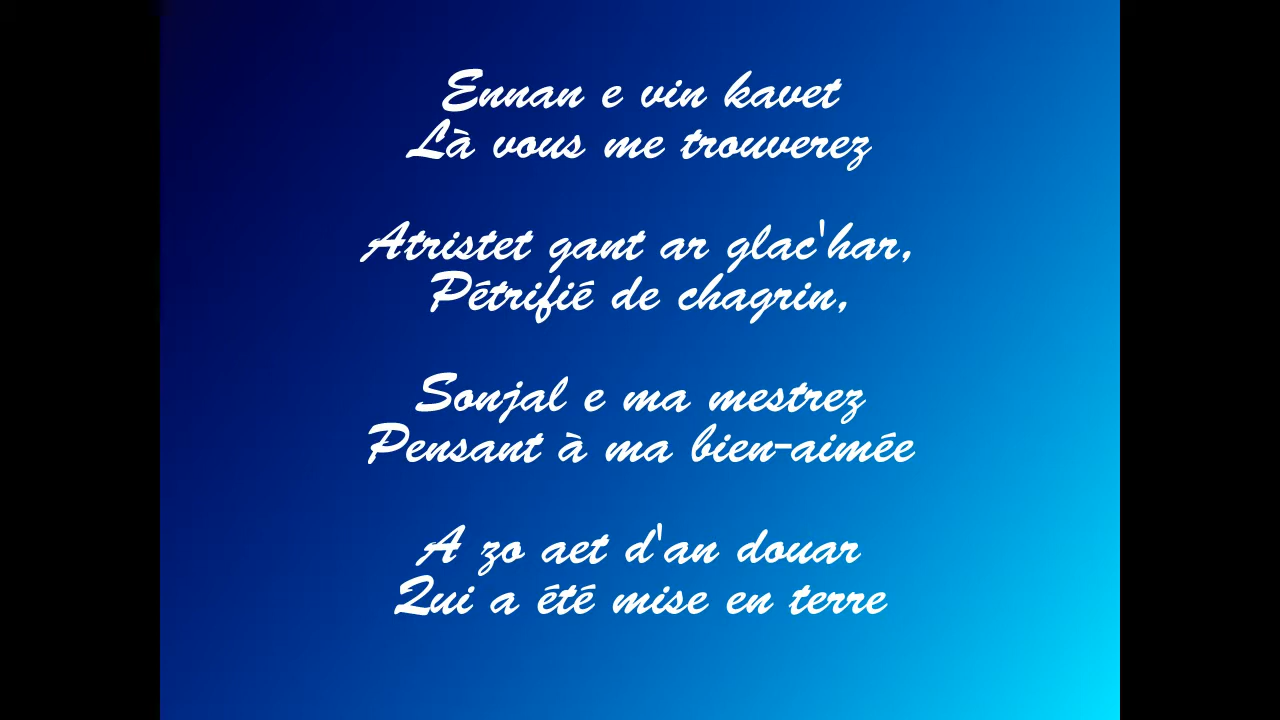 Ennan e vin kavet
Là vous me trouverez
Atristet gant ar glac'har,
Pétrifié de chagrin,
Sonjal e ma mestrez
Pensant à ma bien-aimée
A zo aet d'an douar
Qui a été mise en terre